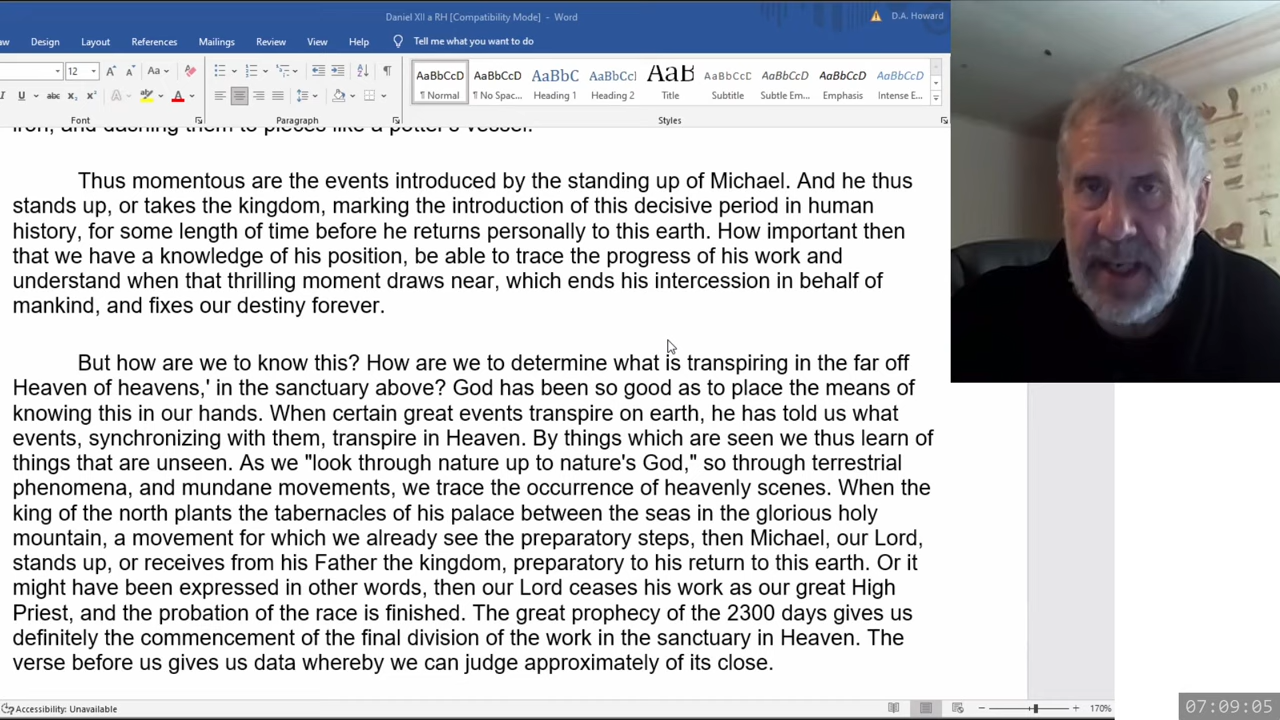 Daniel XII a RH [Compatibility Mode] - Word
D.A. Howard
aw Design Layout References Mailings Review View Help Tell me what you want to do
12 Aa
AaBbCcD AaBbCcD AaBbC AaBbCcI AaB AaBbCcD AaBbCcD AaBbCcD AaBbCcD
I U abc x₂ x² A A
¶ Normal ¶ No Spac... Heading 1 Heading 2 Title Subtitle Subtle Em... Emphasis Intense E...
Font Paragraph Styles
iron, and dashing them to pieces like a potter's vessel.
Thus momentous are the events introduced by the standing up of Michael. And he thus
stands up, or takes the kingdom, marking the introduction of this decisive period in human
history, for some length of time before he returns personally to this earth. How important then
that we have a knowledge of his position, be able to trace the progress of his work and
understand when that thrilling moment draws near, which ends his intercession in behalf of
mankind, and fixes our destiny forever.
But how are we to know this? How are we to determine what is transpiring in the far off
Heaven of heavens,' in the sanctuary above? God has been so good as to place the means of
knowing this in our hands. When certain great events transpire on earth, he has told us what
events, synchronizing with them, transpire in Heaven. By things which are seen we thus learn of
things that are unseen. As we "look through nature up to nature's God," so through terrestrial
phenomena, and mundane movements, we trace the occurrence of heavenly scenes. When the
king of the north plants the tabernacles of his palace between the seas in the glorious holy
mountain, a movement for which we already see the preparatory steps, then Michael, our Lord,
stands up, or receives from his Father the kingdom, preparatory to his return to this earth. Or it
might have been expressed in other words, then our Lord ceases his work as our great High
Priest, and the probation of the race is finished. The great prophecy of the 2300 days gives us
definitely the commencement of the final division of the work in the sanctuary in Heaven. The
verse before us gives us data whereby we can judge approximately of its close.
Accessibility: Unavailable
170%
07:09:05